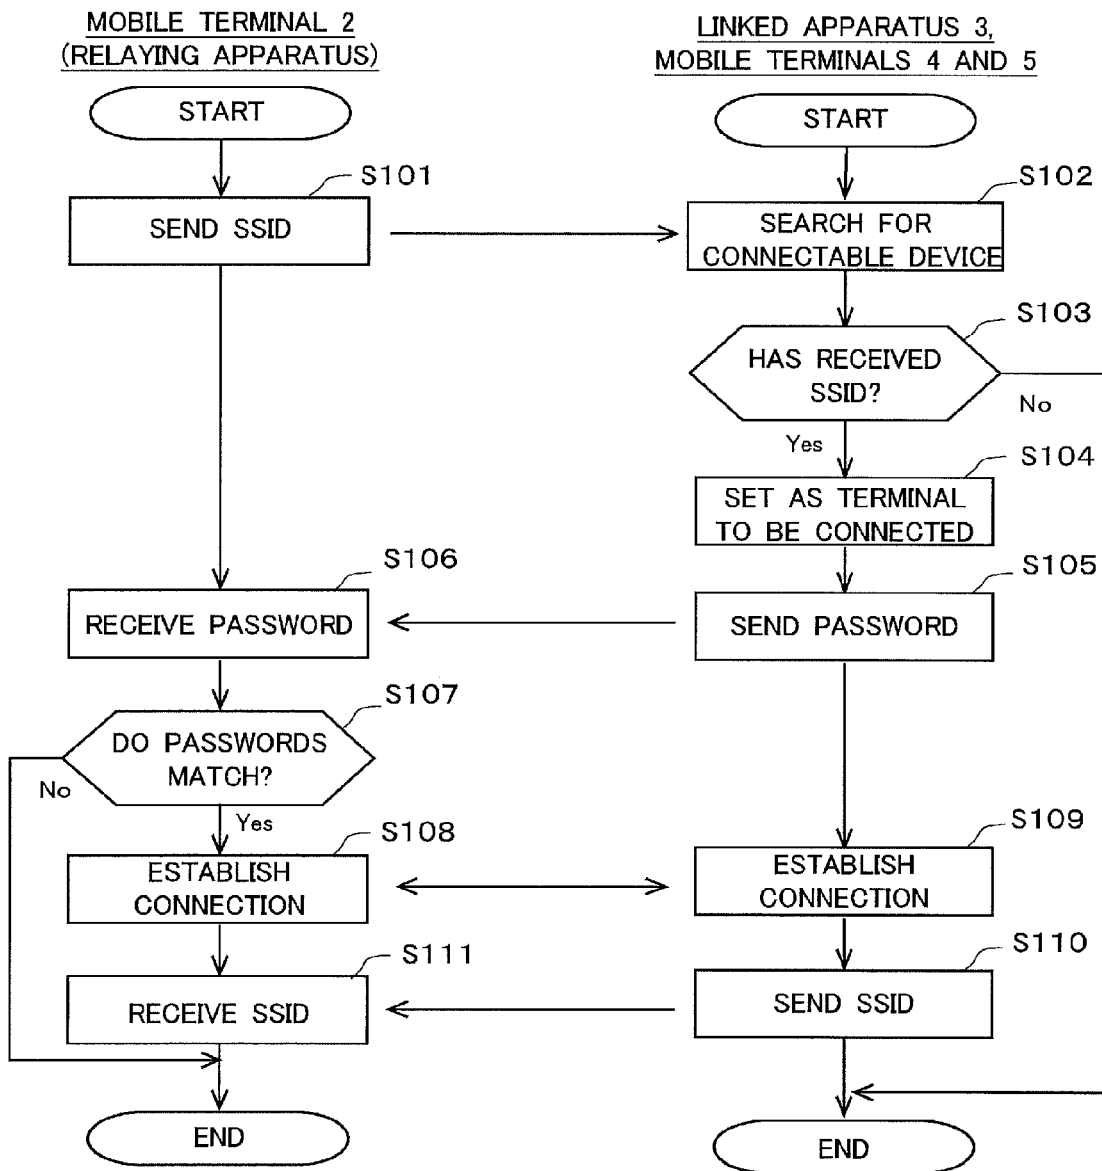 MOBILE TERMINAL 2
(RELAYING APPARATUS)
START
S101
SEND SSID
S106
RECEIVE PASSWORD
S107
DO PASSWORDS
MATCH?
No
Yes
S108
ESTABLISH
CONNECTION
S111
RECEIVE SSID
END
LINKED APPARATUS 3,
MOBILE TERMINALS 4 AND 5
START
S102
SEARCH FOR
CONNECTABLE DEVICE
S103
HAS RECEIVED
SSID?
No
Yes
S104
SET AS TERMINAL
TO BE CONNECTED
S105
SEND PASSWORD
S109
ESTABLISH
CONNECTION
S110
SEND SSID
END